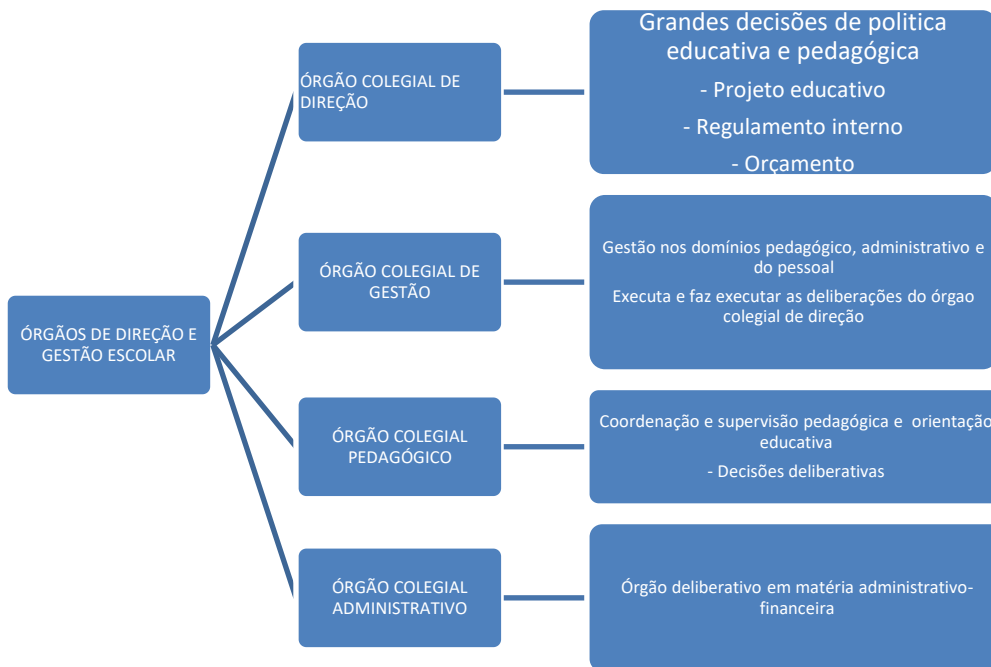 ÓRGÃOS DE DIREÇÃO E
GESTÃO ESCOLAR
ÓRGÃO COLEGIAL DE
DIREÇÃO
Grandes decisões de politica
educativa e pedagógica
- Projeto educativo
- Regulamento interno
- Orçamento
ÓRGÃO COLEGIAL DE
GESTÃO
Gestão nos domínios pedagógico, administrativo e
do pessoal
Executa e faz executar as deliberações do órgao
colegial de direção
ÓRGÃO COLEGIAL
PEDAGÓGICO
Coordenação e supervisão pedagógica e orientação
educativa
- Decisões deliberativas
ÓRGÃO COLEGIAL
ADMINISTRATIVO
Órgão deliberativo em matéria administrativo-
financeira